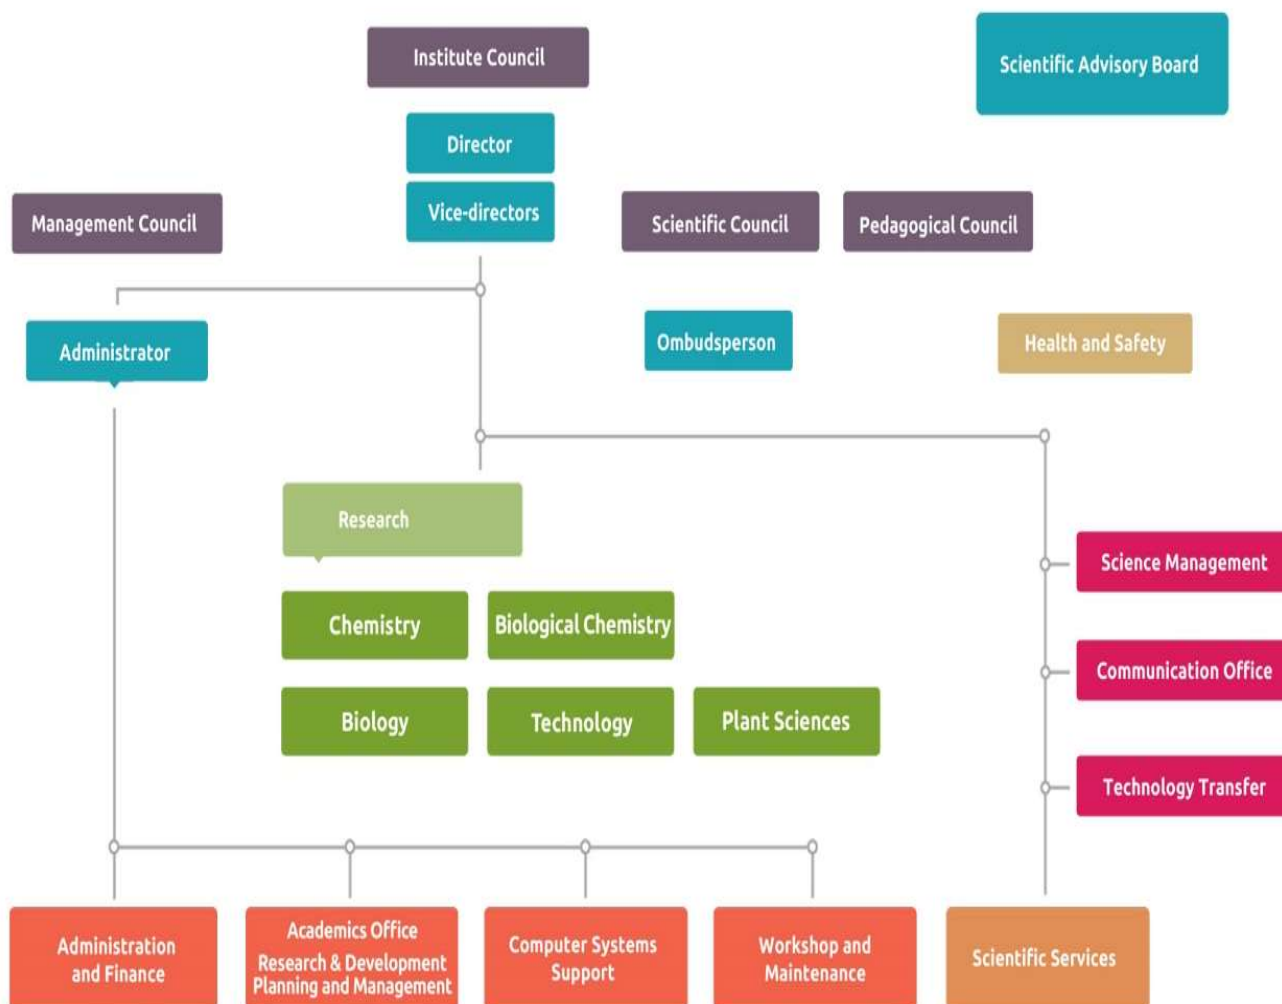 Institute Council
Scientific Advisory Board
Director
Vice-directors
Management Council
Scientific Council
Pedagogical Council
Administrator
Ombudsperson
Health and Safety
Research
Science Management
Chemistry
Biological Chemistry
Communication Office
Biology
Technology
Plant Sciences
Technology Transfer
Administration
and Finance
Academics Office
Research & Development
Planning and Management
Computer Systems
Support
Workshop and
Maintenance
Scientific Services